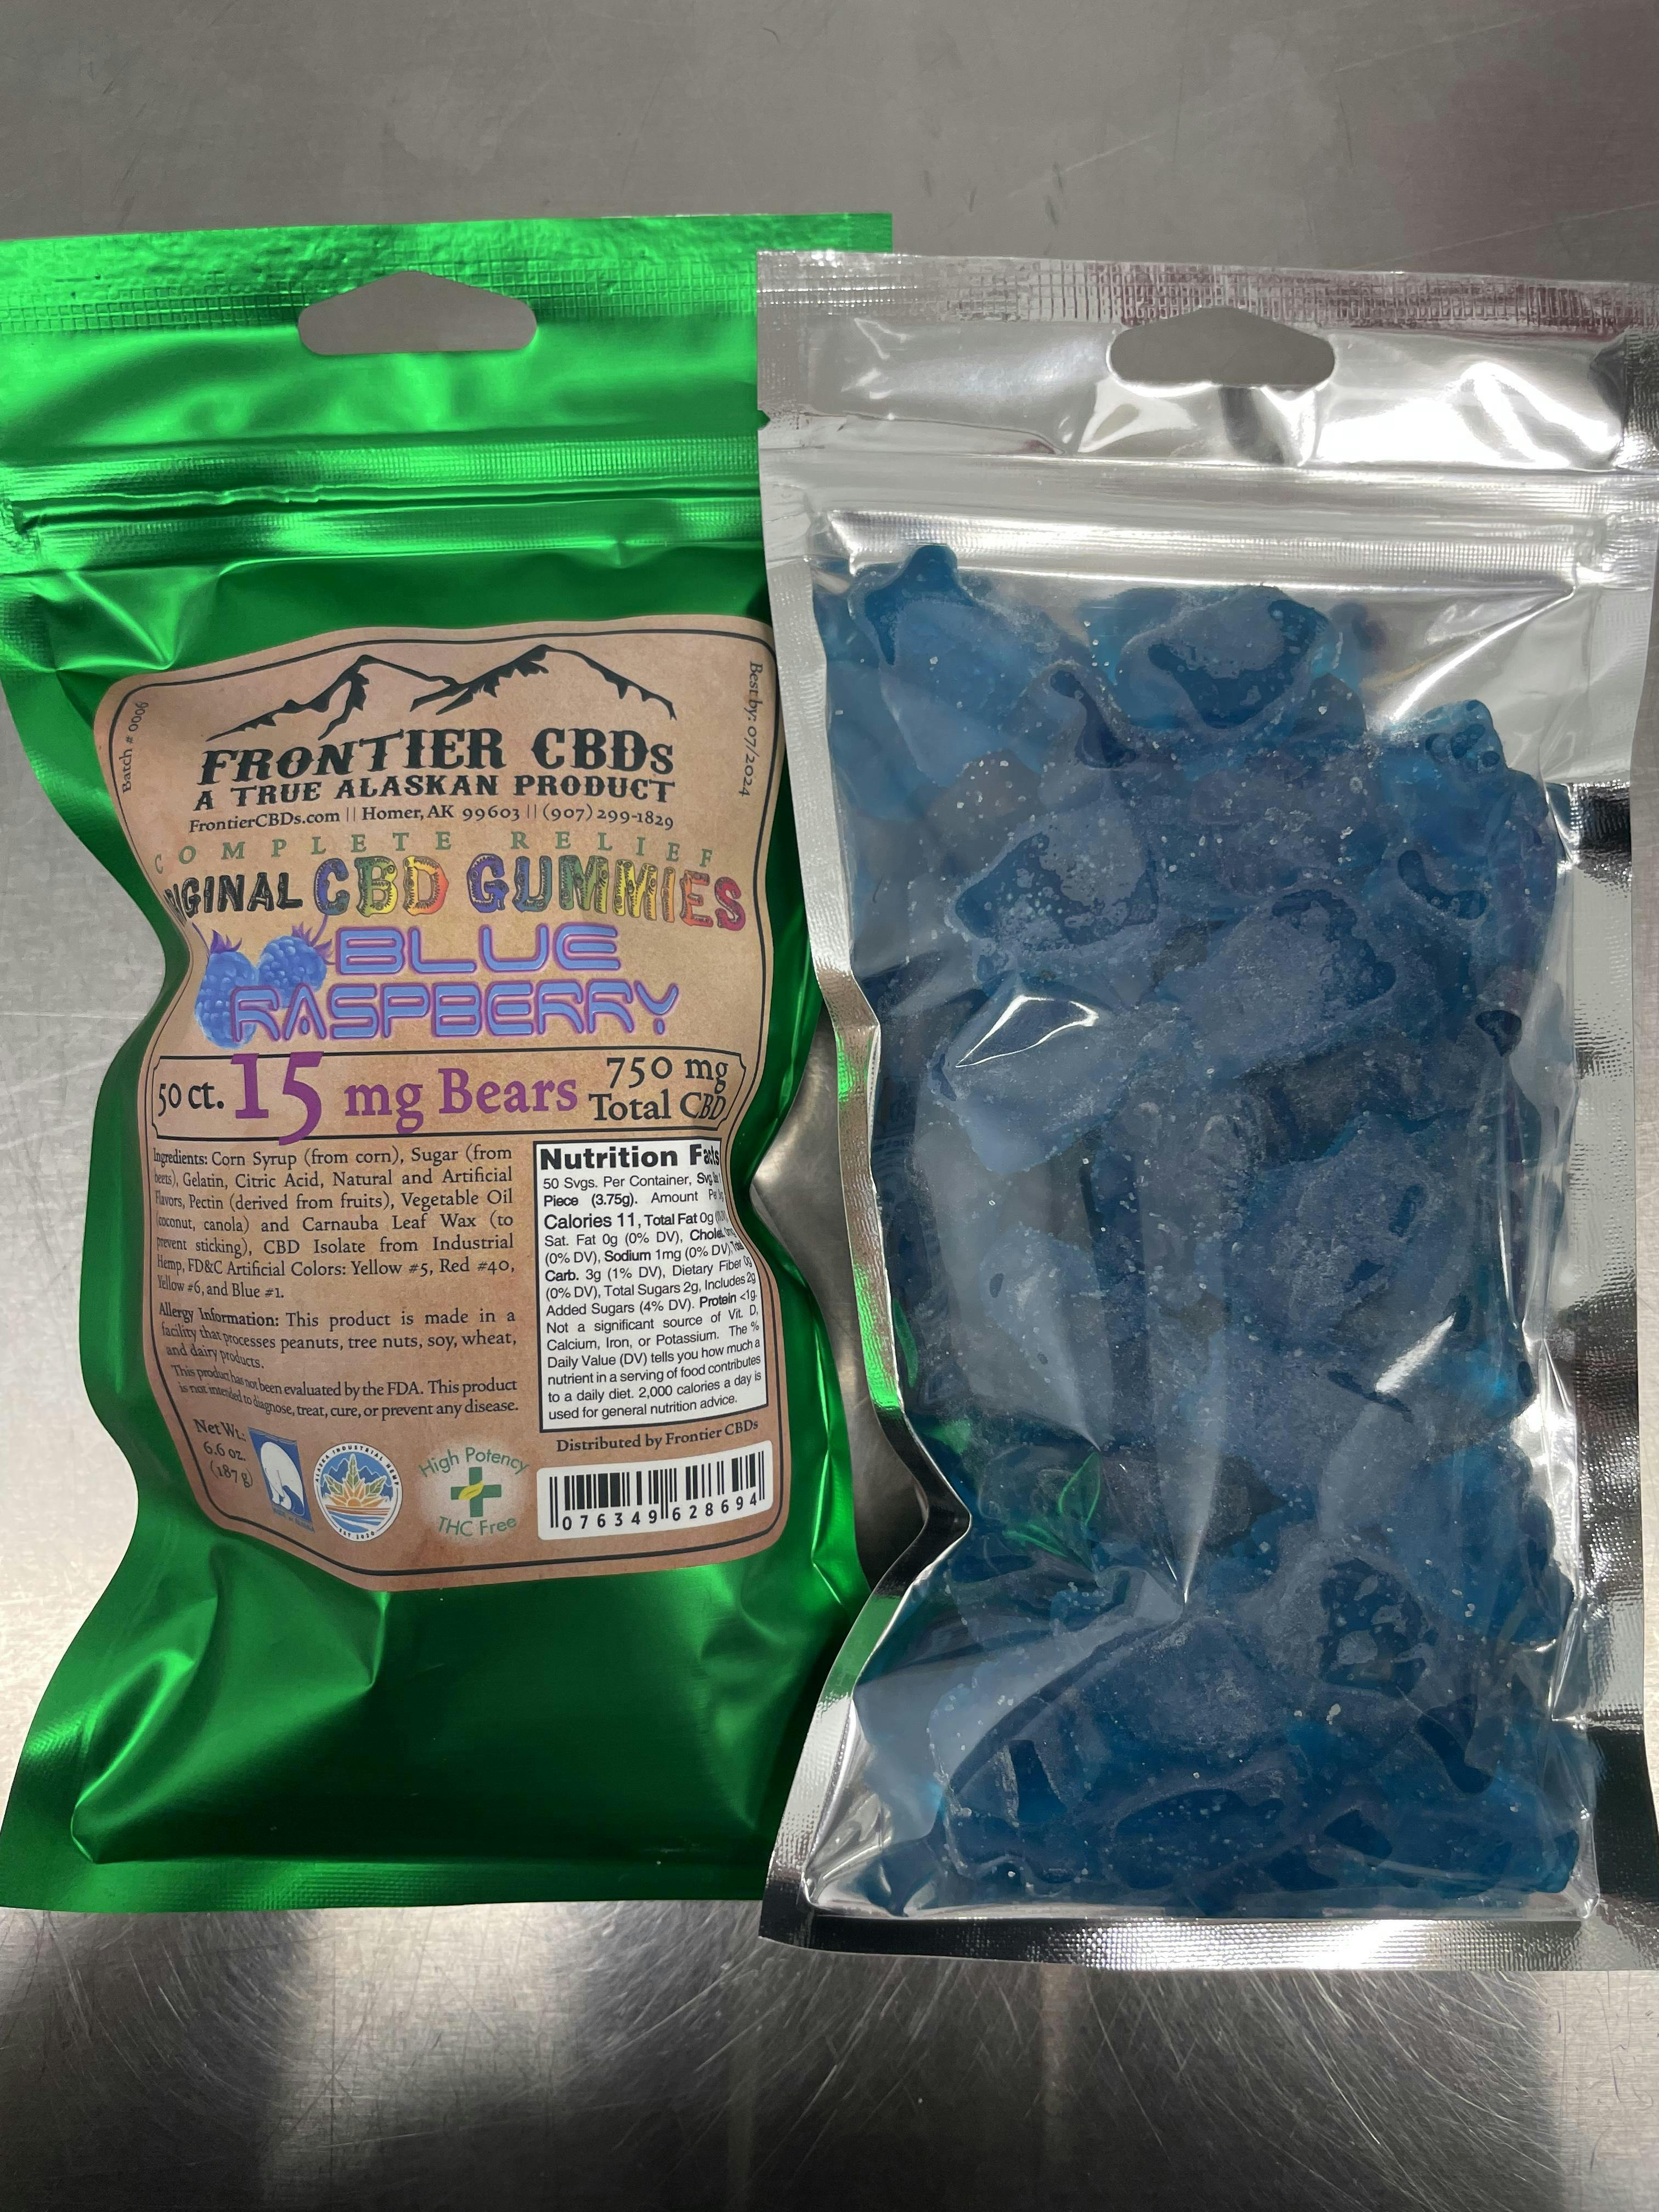 Batch # 0006
Best by: 07/2024
FRONTIER CBDs
A TRUE ALASKAN PRODUCT
FrontierCBDs.com || Homer, AK 99603 || (907) 299-1829
COMPLETE RELIEF
IGINAL CBD GUMMIES
BLUE
RASPBERRY
50 ct. 15 mg Bears 750 mg
Total CBD
Ingredients: Corn Syrup (from corn), Sugar (from
beets), Gelatin, Citric Acid, Natural and Artificial
Flavors, Pectin (derived from fruits), Vegetable Oil
(coconut, canola) and Carnauba Leaf Wax (to
prevent sticking), CBD Isolate from Industrial
Hemp, FD&C Artificial Colors: Yellow #5, Red #40,
Yellow #6, and Blue #1.
Allergy Information: This product is made in a
facility that processes peanuts, tree nuts, soy, wheat,
and dairy products.
This product has not been evaluated by the FDA. This product
is not intended to diagnose, treat, cure, or prevent any disease.
Net Wt.:
6.6 oz.
(187 g)
ALASKA INDUSTRIAL HEMP
EST 2020
High Potency
THC Free
Nutrition Facts
50 Svgs. Per Container, Svg.
Piece (3.75g). Amount Per
Calories 11, Total Fat 0g
Sat. Fat 0g (0% DV), Cholest. 0mg
(0% DV), Sodium 1mg (0% DV), Total
Carb. 3g (1% DV), Dietary Fiber 0g
(0% DV), Total Sugars 2g, Includes 2g
Added Sugars (4% DV). Protein <1g.
Not a significant source of Vit. D,
Calcium, Iron, or Potassium. The %
Daily Value (DV) tells you how much a
nutrient in a serving of food contributes
to a daily diet. 2,000 calories a day is
used for general nutrition advice.
Distributed by Frontier CBDs
076349628694